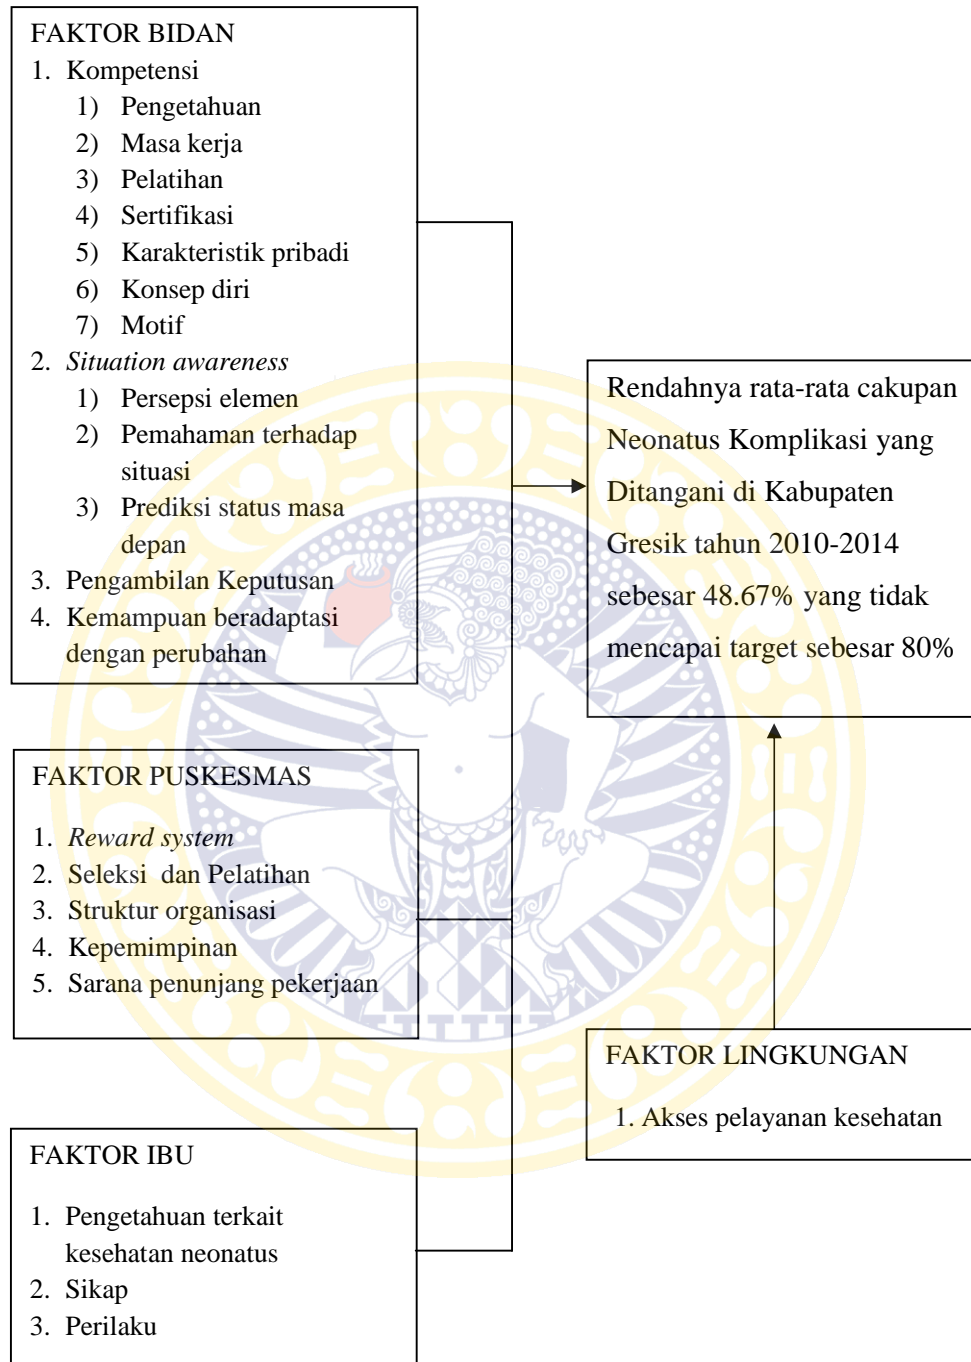 FAKTOR BIDAN
1. Kompetensi
1) Pengetahuan
2) Masa kerja
3) Pelatihan
4) Sertifikasi
5) Karakteristik pribadi
6) Konsep diri
7) Motif
2. Situation awareness
1) Persepsi elemen
2) Pemahaman terhadap
situasi
3) Prediksi status masa
depan
3. Pengambilan Keputusan
4. Kemampuan beradaptasi
dengan perubahan
Rendahnya rata-rata cakupan
Neonatus Komplikasi yang
Ditangani di Kabupaten
Gresik tahun 2010-2014
sebesar 48.67% yang tidak
mencapai target sebesar 80%
FAKTOR PUSKESMAS
1. Reward system
2. Seleksi dan Pelatihan
3. Struktur organisasi
4. Kepemimpinan
5. Sarana penunjang pekerjaan
FAKTOR LINGKUNGAN
1. Akses pelayanan kesehatan
FAKTOR IBU
1. Pengetahuan terkait
kesehatan neonatus
2. Sikap
3. Perilaku